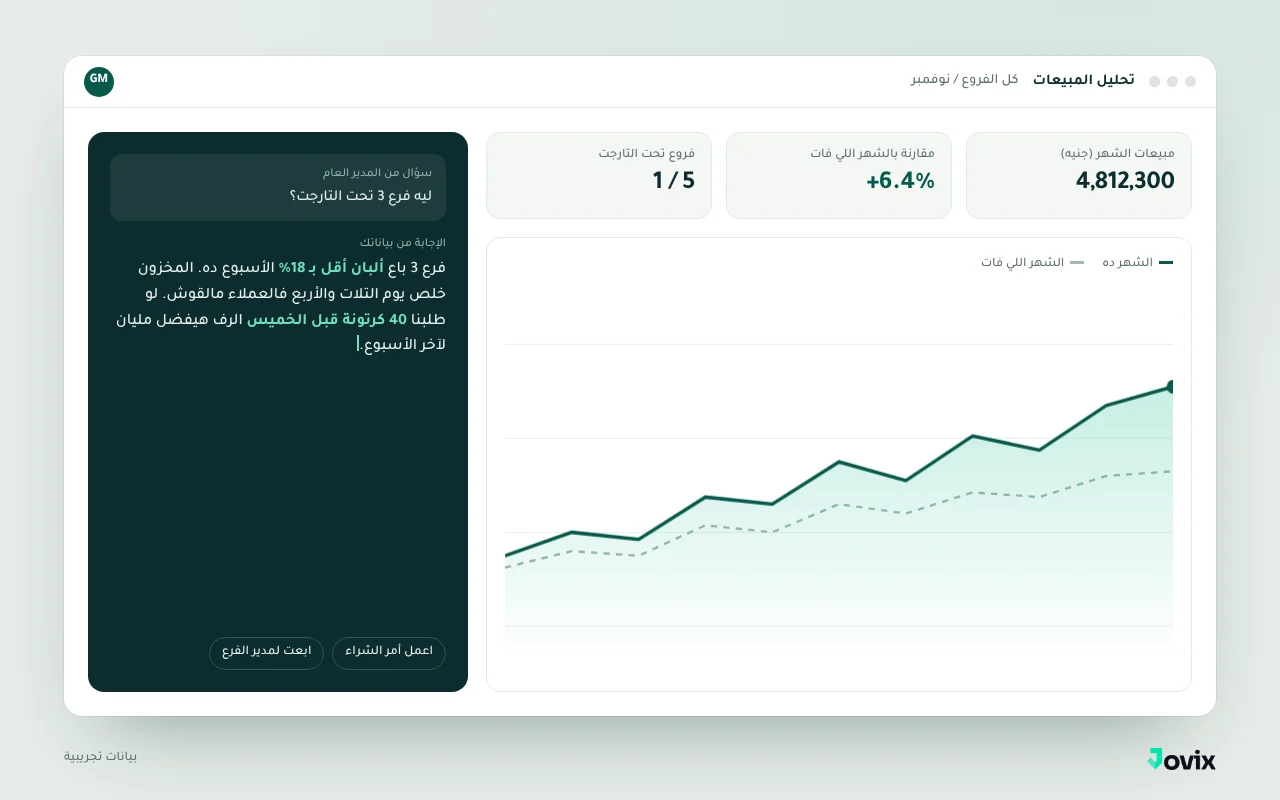 تحليل المبيعات
كل الفروع / نوفمبر
GM
مبيعات الشهر (جنيه)
4,812,300
مقارنة بالشهر اللي فات
+6.4%
فروع تحت التارجت
1 / 5
الشهر ده
الشهر اللي فات
سؤال من المدير العام
ليه فرع 3 تحت التارجت؟
الإجابة من بياناتك
فرع 3 باع ألبان أقل بـ 18% الأسبوع ده. المخزون
خلص يوم التلات والأربع فالعملاء مالقوش. لو
طلبنا 40 كرتونة قبل الخميس الرف هيفضل مليان
لآخر الأسبوع.
اعمل أمر الشراء
ابعت لمدير الفرع
Jovix
بيانات تجريبية